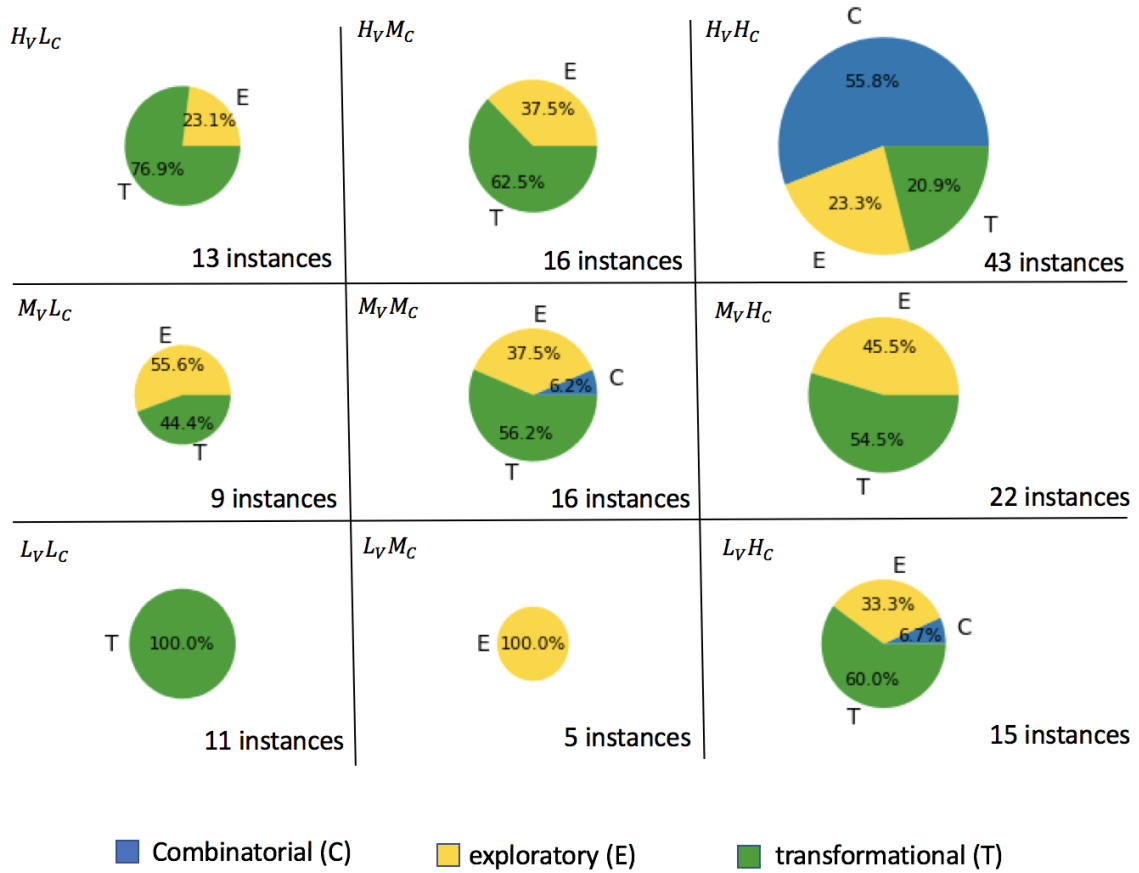 H_V L_C
H_V M_C
H_V H_C
C
55.8%
E
23.1%
76.9%
T
E
37.5%
62.5%
T
23.3%
20.9%
E
T
13 instances
16 instances
43 instances
M_V L_C
M_V M_C
M_V H_C
E
55.6%
44.4%
T
E
37.5%
6.2%
C
56.2%
T
E
45.5%
54.5%
T
9 instances
16 instances
22 instances
L_V L_C
L_V M_C
L_V H_C
T
100.0%
E
100.0%
E
33.3%
6.7%
C
60.0%
T
11 instances
5 instances
15 instances
Combinatorial (C)
exploratory (E)
transformational (T)